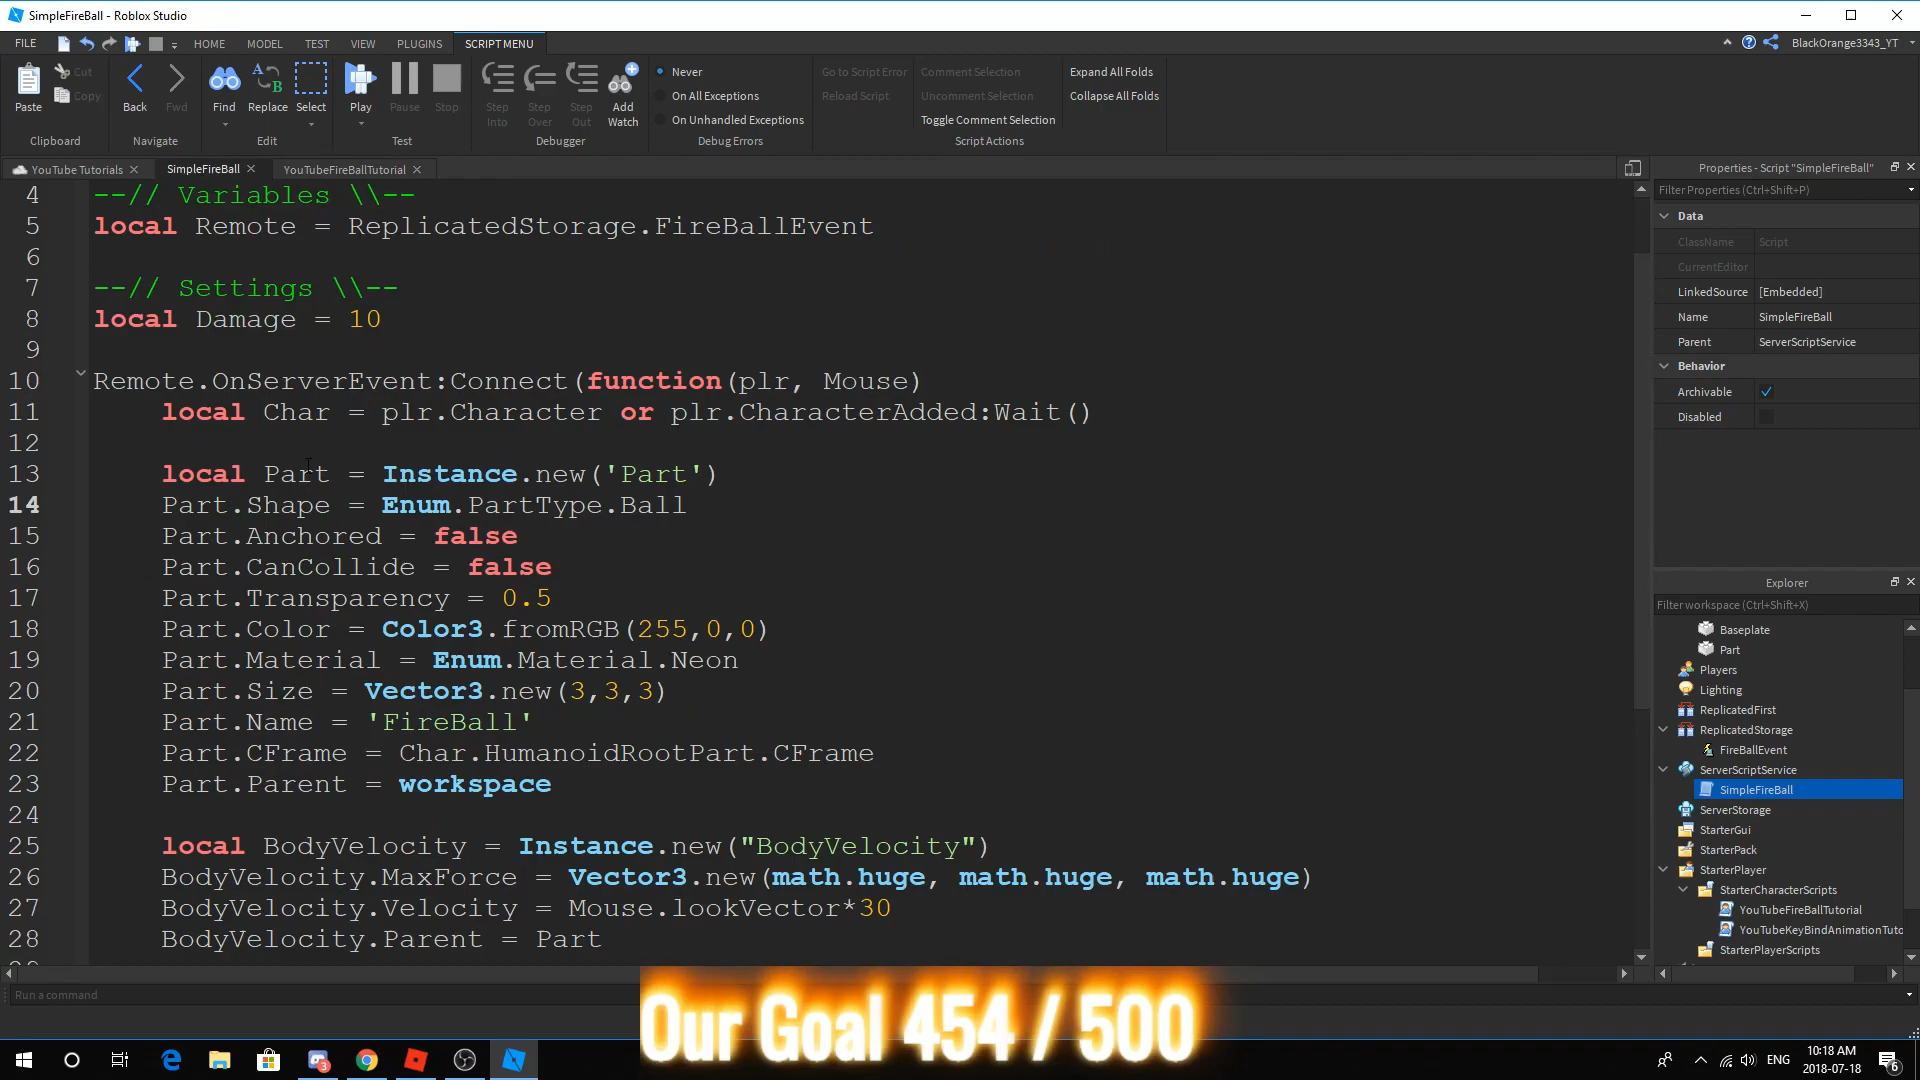 SimpleFireBall - Roblox Studio
FILE HOME MODEL TEST VIEW PLUGINS SCRIPT MENU BlackOrange3343_YT
Paste Cut Copy
Back Fwd
Find Replace Select
Play Pause Stop
Step Into Step Over Step Out Add Watch
Never
On All Exceptions
On Unhandled Exceptions
Go to Script Error
Reload Script
Comment Selection
Uncomment Selection
Toggle Comment Selection
Expand All Folds
Collapse All Folds
Clipboard Navigate Edit Test Debugger Debug Errors Script Actions
YouTube Tutorials SimpleFireBall YouTubeFireBallTutorial
4 --// Variables \\--
5 local Remote = ReplicatedStorage.FireBallEvent
6
7 --// Settings \\--
8 local Damage = 10
9
10 Remote.OnServerEvent:Connect(function(plr, Mouse)
11 local Char = plr.Character or plr.CharacterAdded:Wait()
12
13 local Part = Instance.new('Part')
14 Part.Shape = Enum.PartType.Ball
15 Part.Anchored = false
16 Part.CanCollide = false
17 Part.Transparency = 0.5
18 Part.Color = Color3.fromRGB(255,0,0)
19 Part.Material = Enum.Material.Neon
20 Part.Size = Vector3.new(3,3,3)
21 Part.Name = 'FireBall'
22 Part.CFrame = Char.HumanoidRootPart.CFrame
23 Part.Parent = workspace
24
25 local BodyVelocity = Instance.new("BodyVelocity")
26 BodyVelocity.MaxForce = Vector3.new(math.huge, math.huge, math.huge)
27 BodyVelocity.Velocity = Mouse.lookVector*30
28 BodyVelocity.Parent = Part
Properties - Script "SimpleFireBall"
Filter Properties (Ctrl+Shift+P)
Data
ClassName Script
CurrentEditor
LinkedSource [Embedded]
Name SimpleFireBall
Parent ServerScriptService
Behavior
Archivable
Disabled
Explorer
Filter workspace (Ctrl+Shift+X)
Baseplate
Part
Players
Lighting
ReplicatedFirst
ReplicatedStorage
FireBallEvent
ServerScriptService
SimpleFireBall
ServerStorage
StarterGui
StarterPack
StarterPlayer
StarterCharacterScripts
YouTubeFireBallTutorial
YouTubeKeyBindAnimationTuto
StarterPlayerScripts
Run a command
Our Goal 454 / 500
3
ENG
10:18 AM
2018-07-18
6